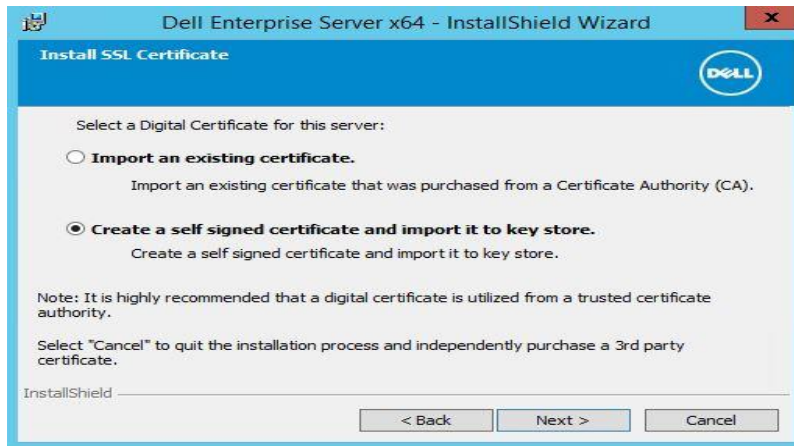 Dell Enterprise Server x64 - InstallShield Wizard
Install SSL Certificate
DELL
Select a Digital Certificate for this server:
Import an existing certificate.
Import an existing certificate that was purchased from a Certificate Authority (CA).
Create a self signed certificate and import it to key store.
Create a self signed certificate and import it to key store.
Note: It is highly recommended that a digital certificate is utilized from a trusted certificate
authority.
Select "Cancel" to quit the installation process and independently purchase a 3rd party
certificate.
InstallShield
< Back Next > Cancel